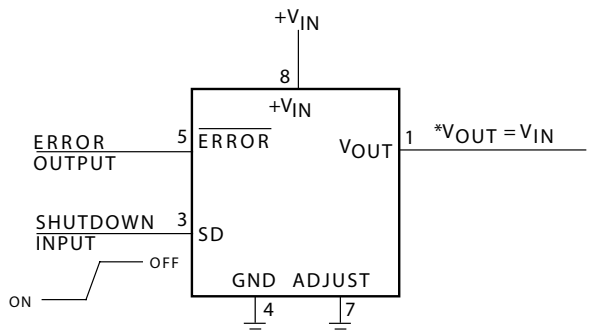 +VIN
8
+VIN
ERROR OUTPUT
5
ERROR
VOUT
1
*VOUT = VIN
SHUTDOWN INPUT
3
SD
OFF
ON
GND ADJUST
4
7